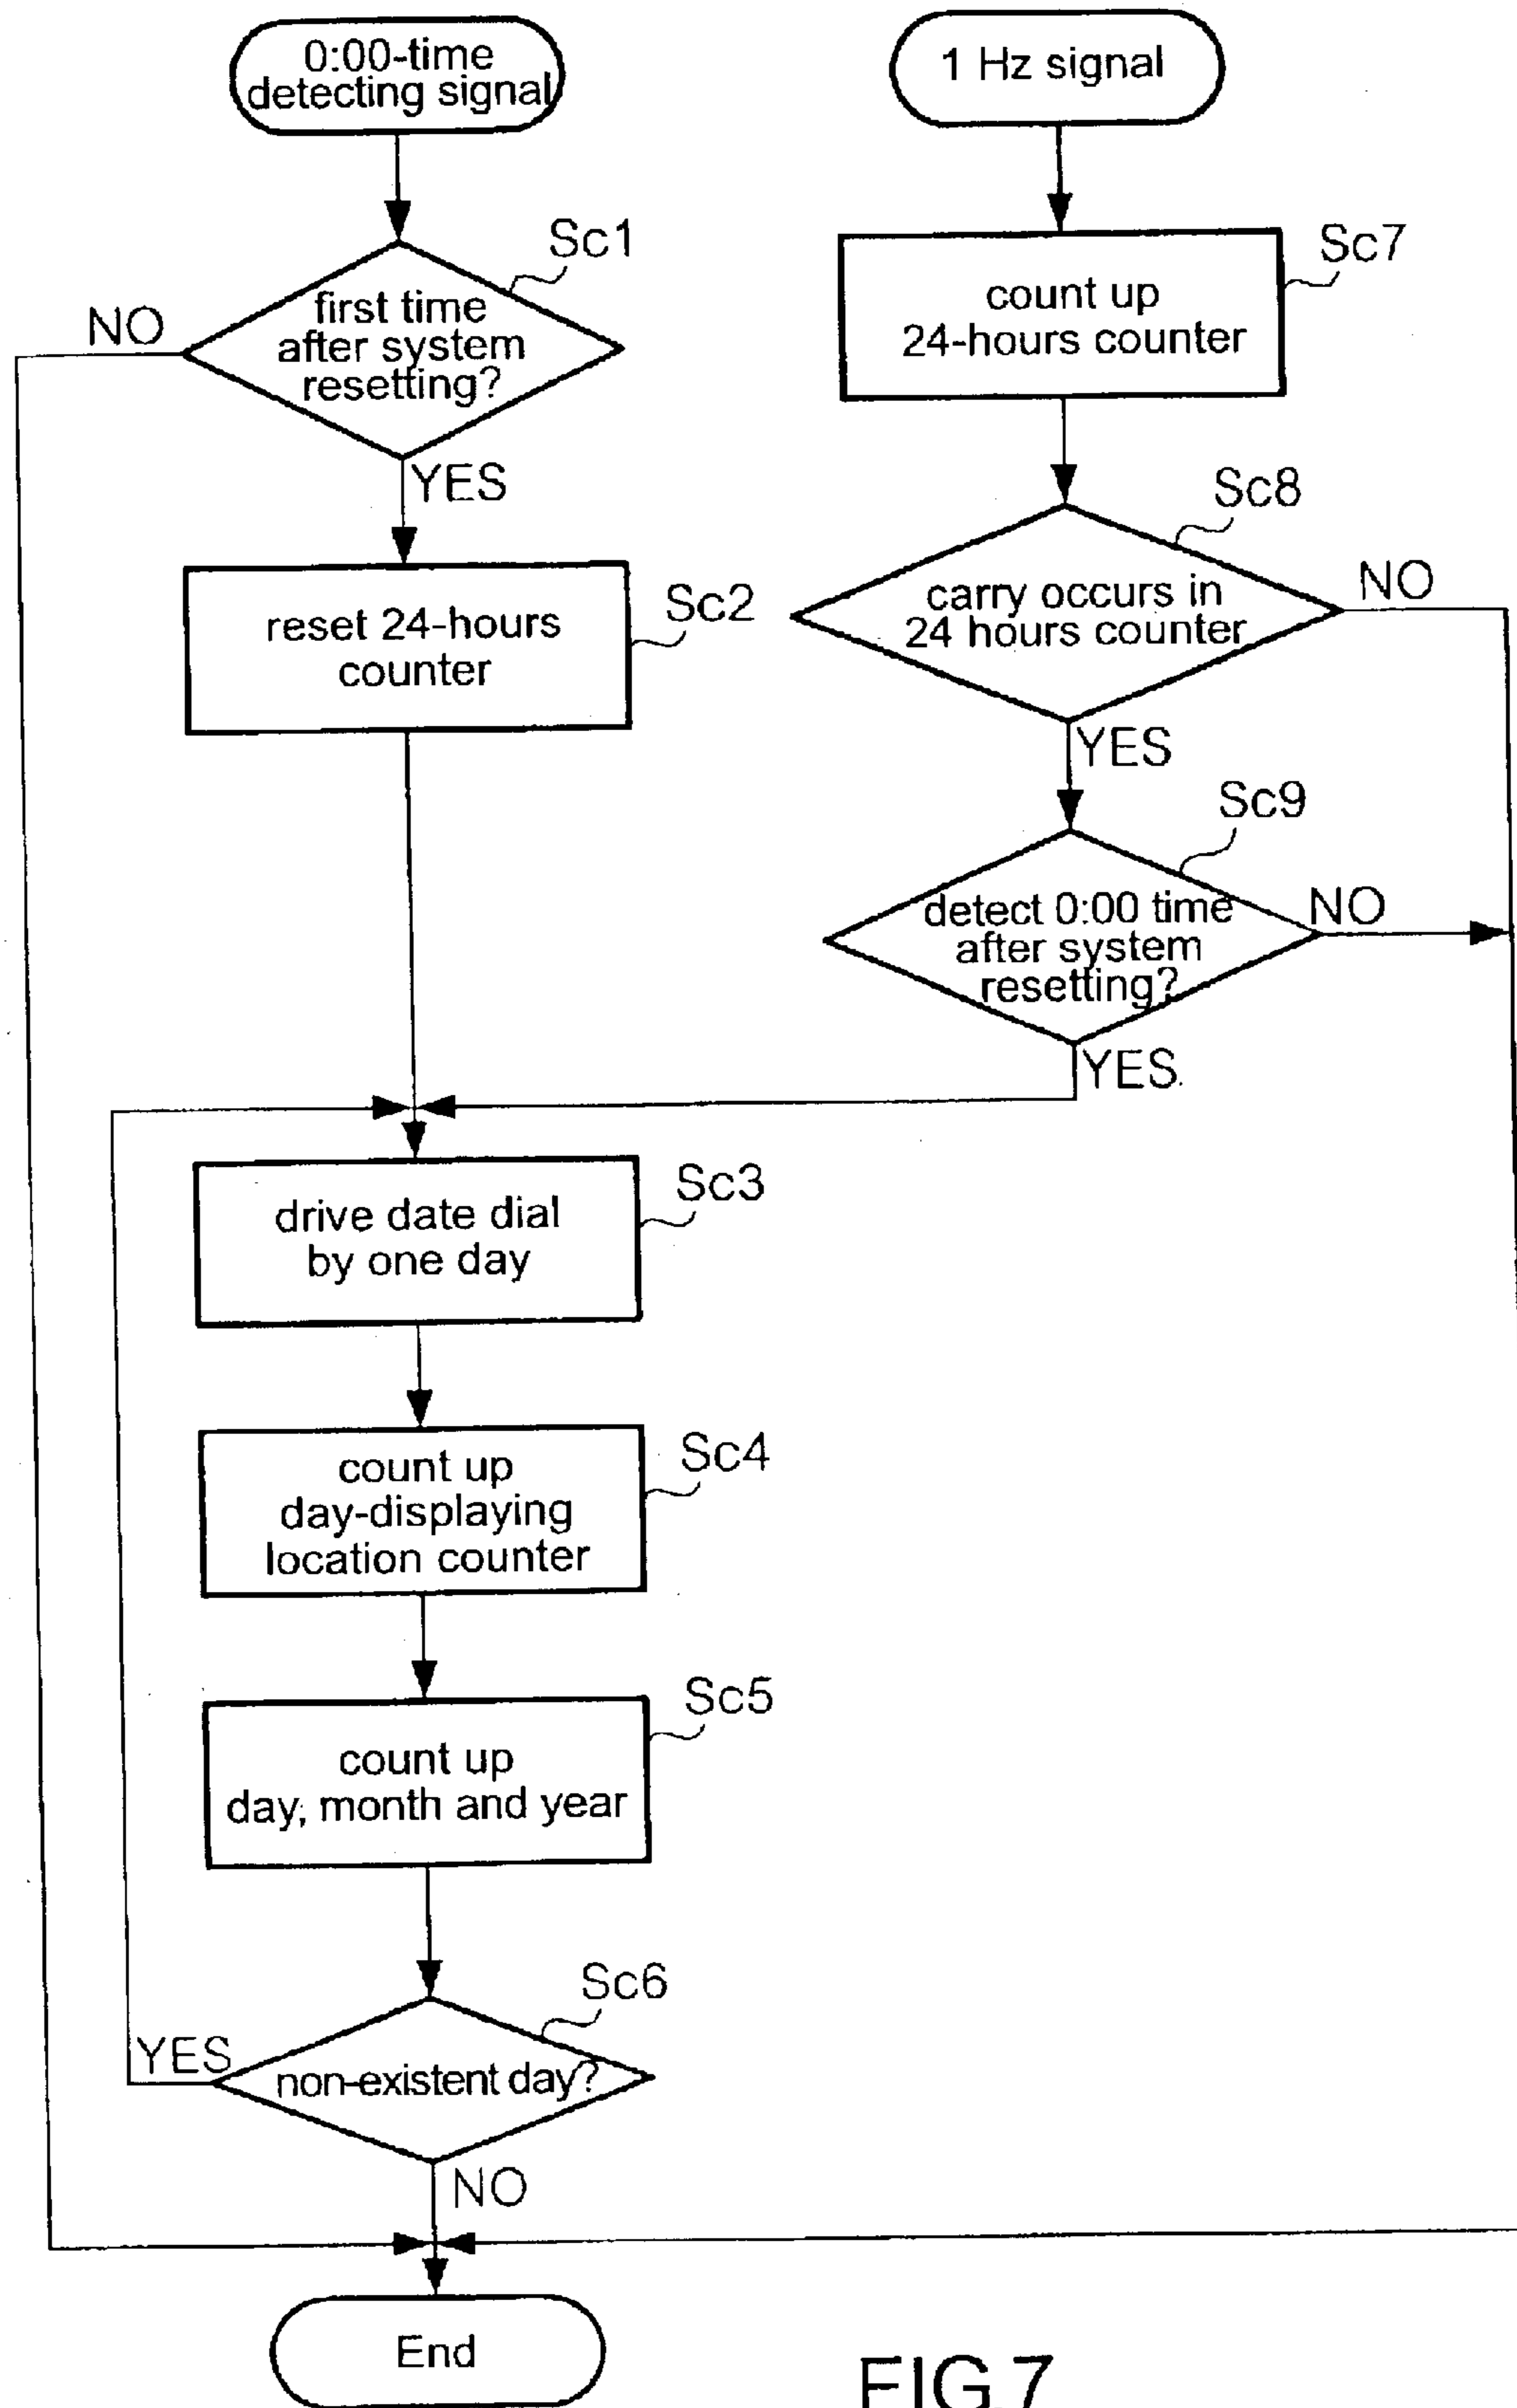 0:00-time
detecting signal
Sc1
first time
after system
resetting?
NO
YES
reset 24-hours
counter
Sc2
1 Hz signal
count up
24-hours counter
Sc7
carry occurs in
24 hours counter
Sc8
NO
YES
detect 0:00 time
after system
resetting?
Sc9
NO
YES
drive date dial
by one day
Sc3
count up
day-displaying
location counter
Sc4
count up
day, month and year
Sc5
non-existent day?
Sc6
YES
NO
End
FIG.7